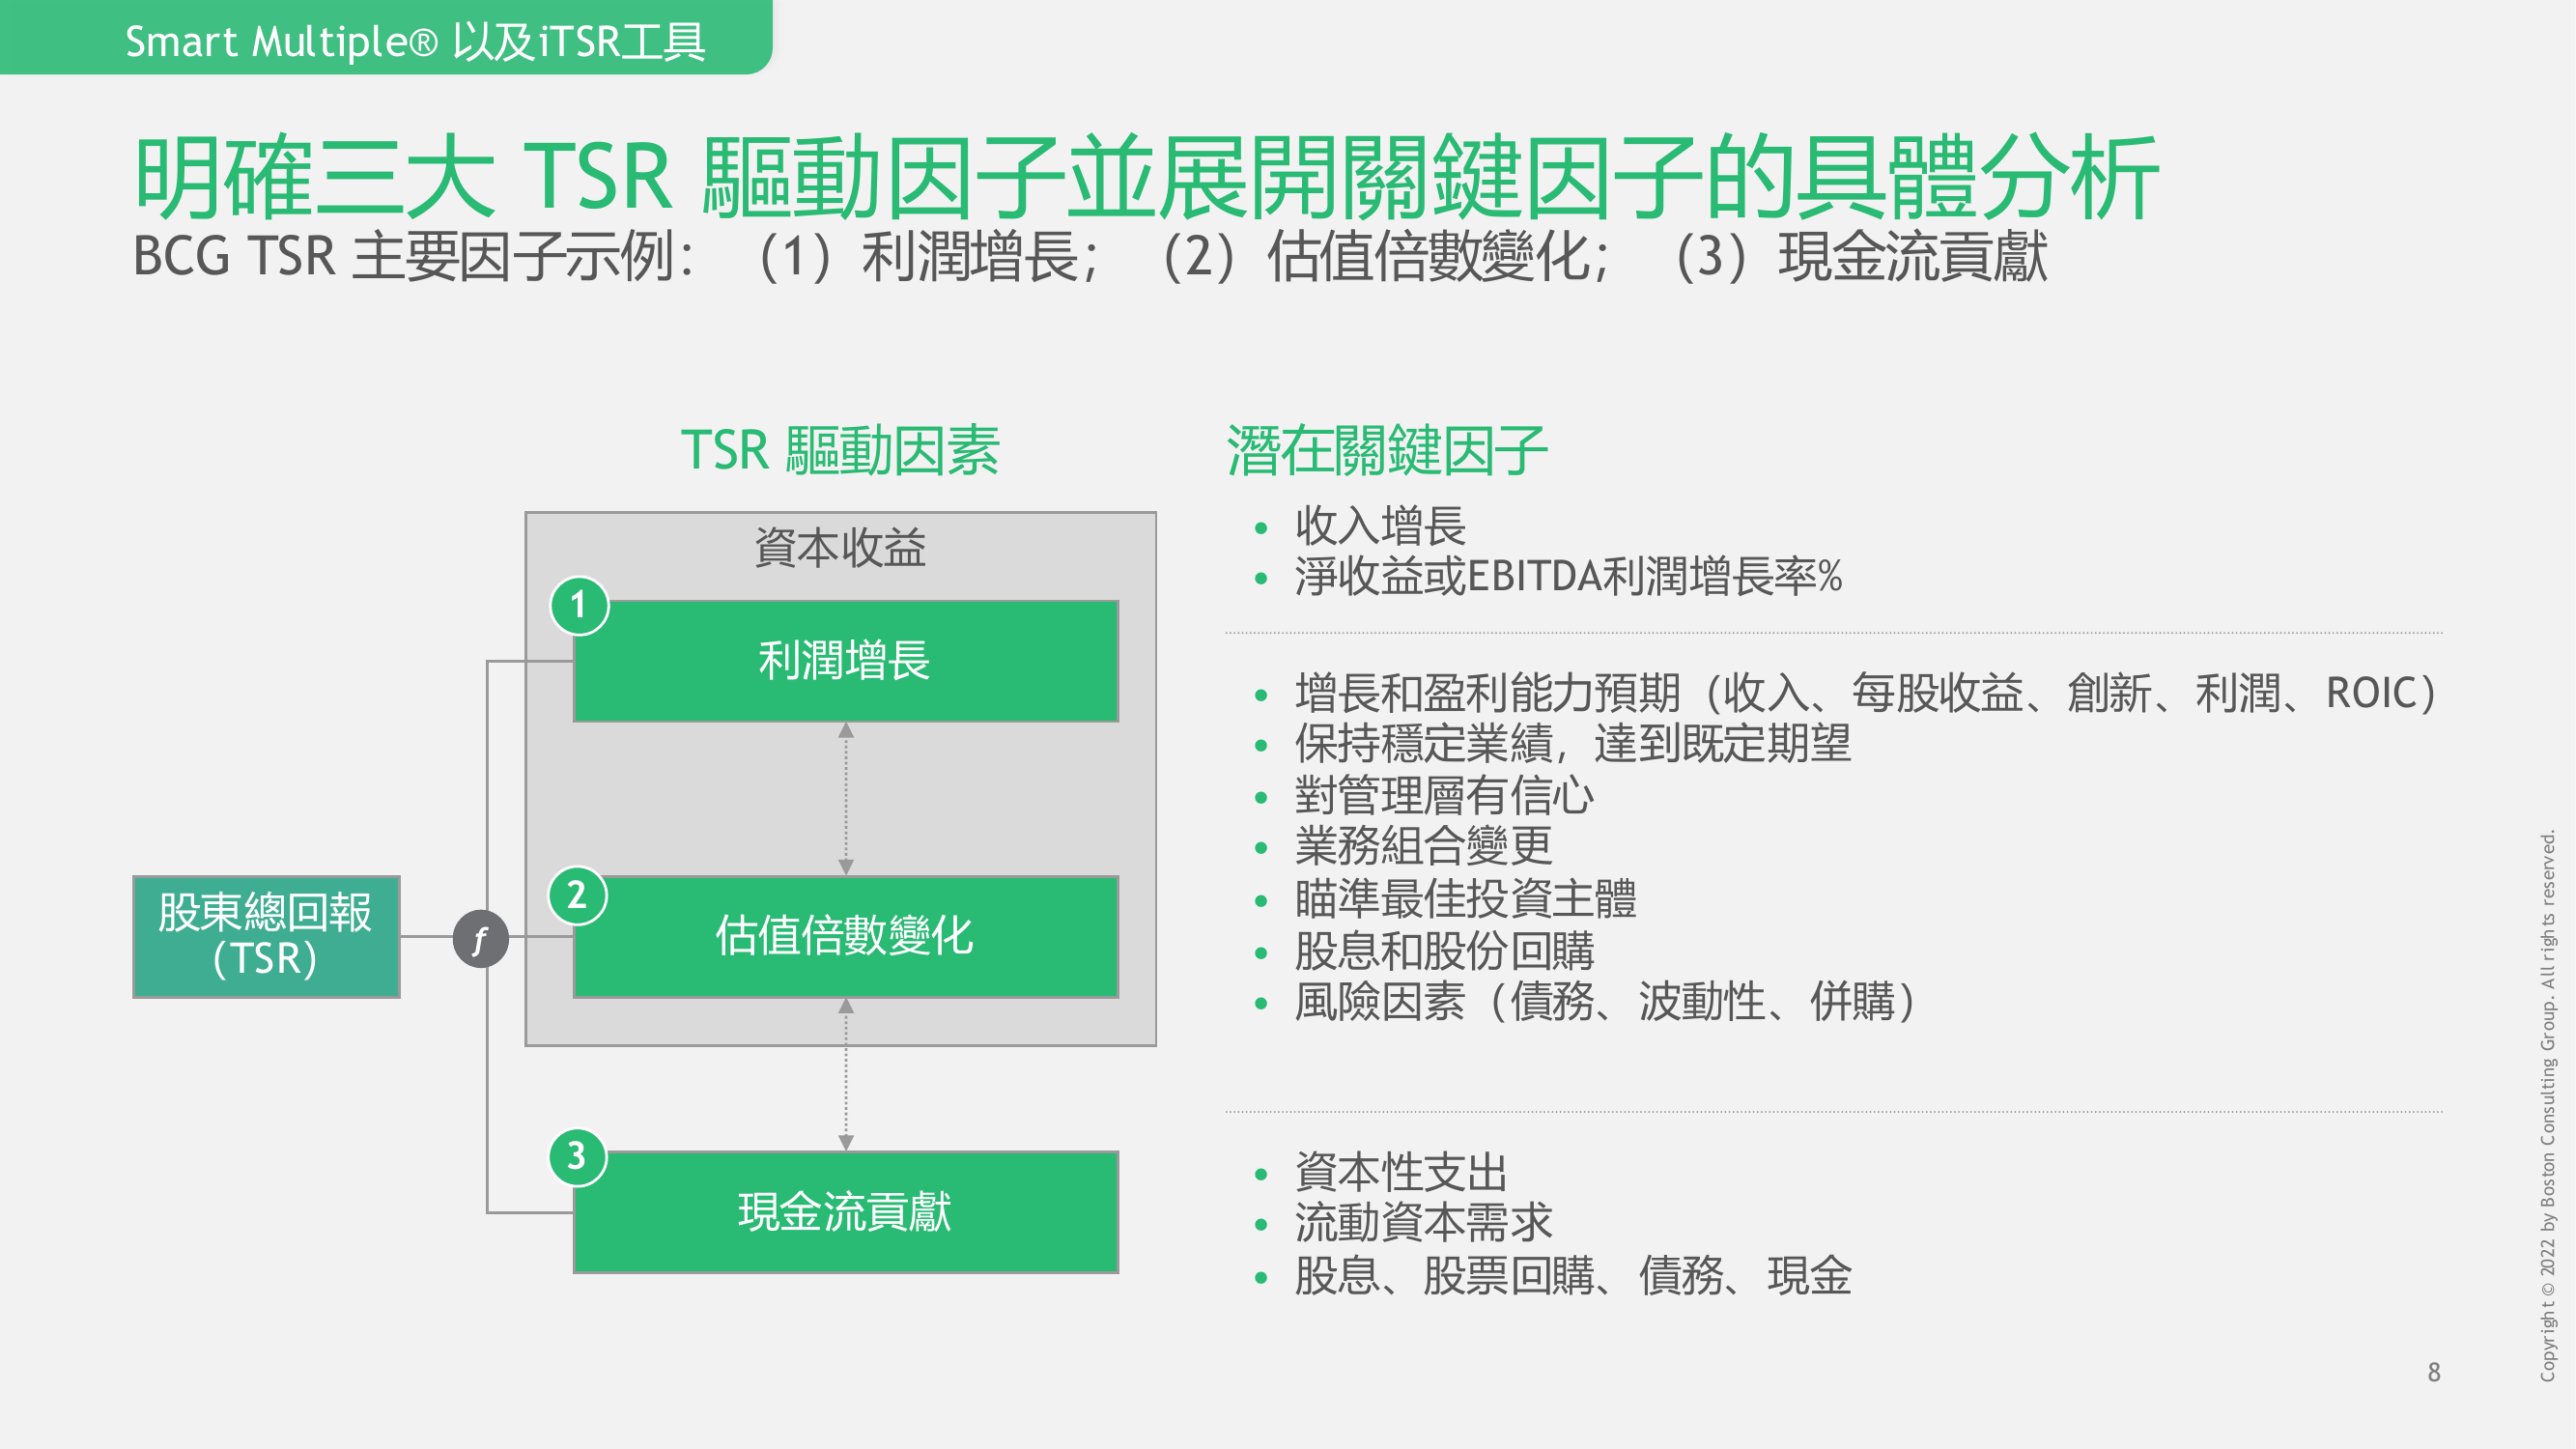 Smart Multiple® 以及iTSR工具
明確三大 TSR 驅動因子並展開關鍵因子的具體分析
BCG TSR 主要因子示例：（1）利潤增長；（2）估值倍數變化；（3）現金流貢獻
TSR 驅動因素
資本收益
1
利潤增長
2
估值倍數變化
3
現金流貢獻
股東總回報
(TSR)
f
潛在關鍵因子
• 收入增長
• 淨收益或EBITDA利潤增長率%
• 增長和盈利能力預期（收入、每股收益、創新、利潤、ROIC）
• 保持穩定業績，達到既定期望
• 對管理層有信心
• 業務組合變更
• 瞄準最佳投資主體
• 股息和股份回購
• 風險因素（債務、波動性、併購）
• 資本性支出
• 流動資本需求
• 股息、股票回購、債務、現金
8
Copyright © 2022 by Boston Consulting Group. All rights reserved.